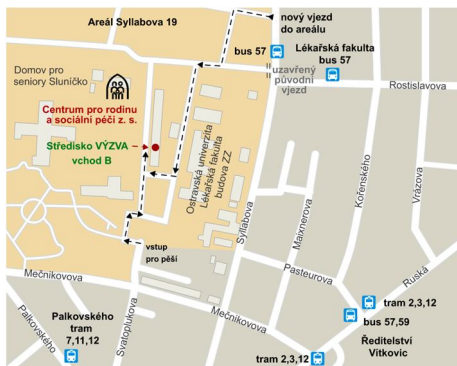 Areál Syllabova 19
nový vjezd
do areálu
bus 57
Lékařská fakulta
bus 57
uzavřený
původní
vjezd
Rostislavova
Domov pro
seniory Sluníčko
Centrum pro rodinu
a sociální péči z. s.
Středisko VÝZVA
vchod B
Ostravská univerzita
Lékařská fakulta
budova ZZ
Syllabova
Maixnerova
Kořenského
Vrázova
vstup
pro pěší
Pasteurova
Ruská
Mečnikovova
Mečnikovova
Palkovského
Svatoplukova
Palkovského
tram
7,11,12
tram 2,3,12
bus 57,59
Ředitelství
Vítkovic
tram 2,3,12